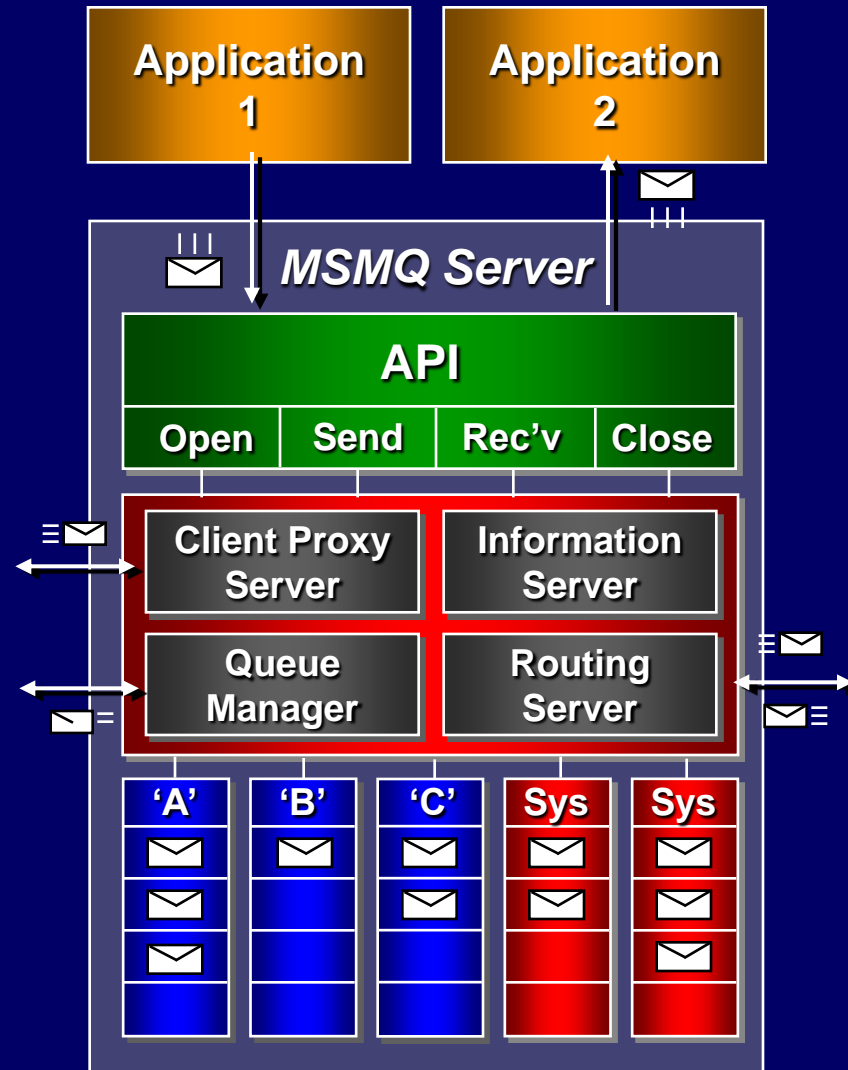 Application
1
Application
2
MSMQ Server
API
Open Send Rec’v Close
Client Proxy
Server
Information
Server
Queue
Manager
Routing
Server
‘A’ ‘B’ ‘C’ Sys Sys